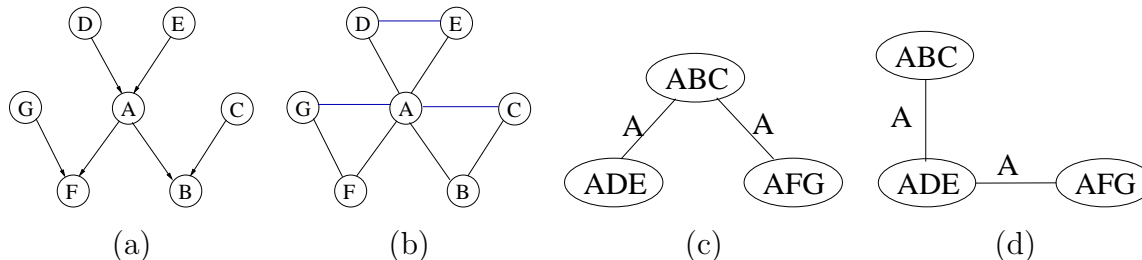 D E
G A C
F B
(a)
D E
G A C
F B
(b)
ABC
A A
ADE AFG
(c)
ABC
A
ADE A AFG
(d)